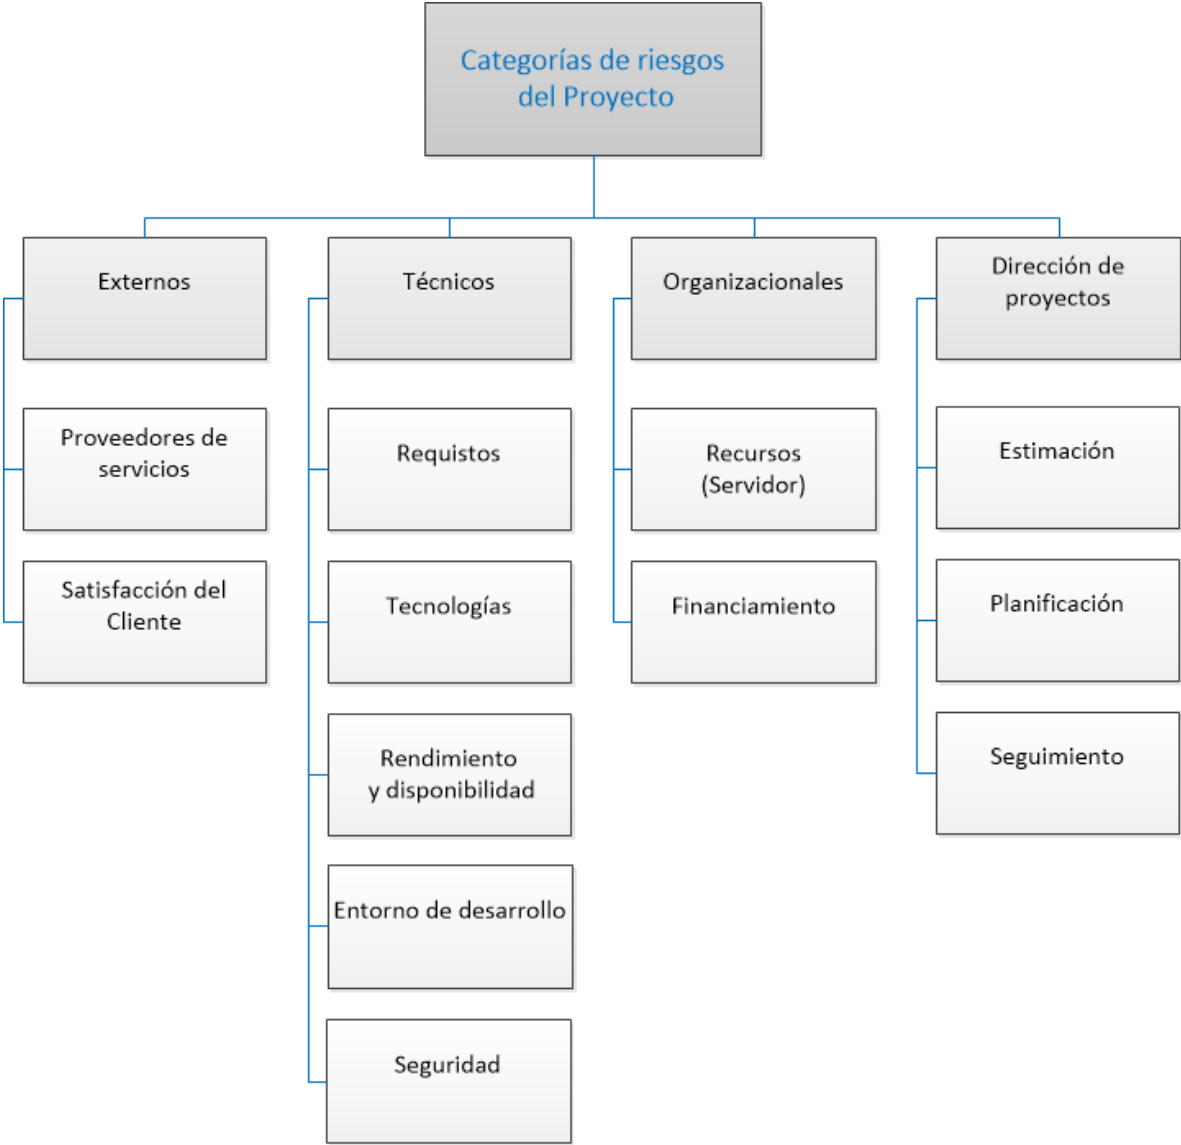 Categorías de riesgos
del Proyecto
Externos
Técnicos
Organizacionales
Dirección de
proyectos
Proveedores de
servicios
Requistos
Recursos
(Servidor)
Estimación
Satisfacción del
Cliente
Tecnologías
Financiamiento
Planificación
Rendimiento
y disponibilidad
Seguimiento
Entorno de desarrollo
Seguridad